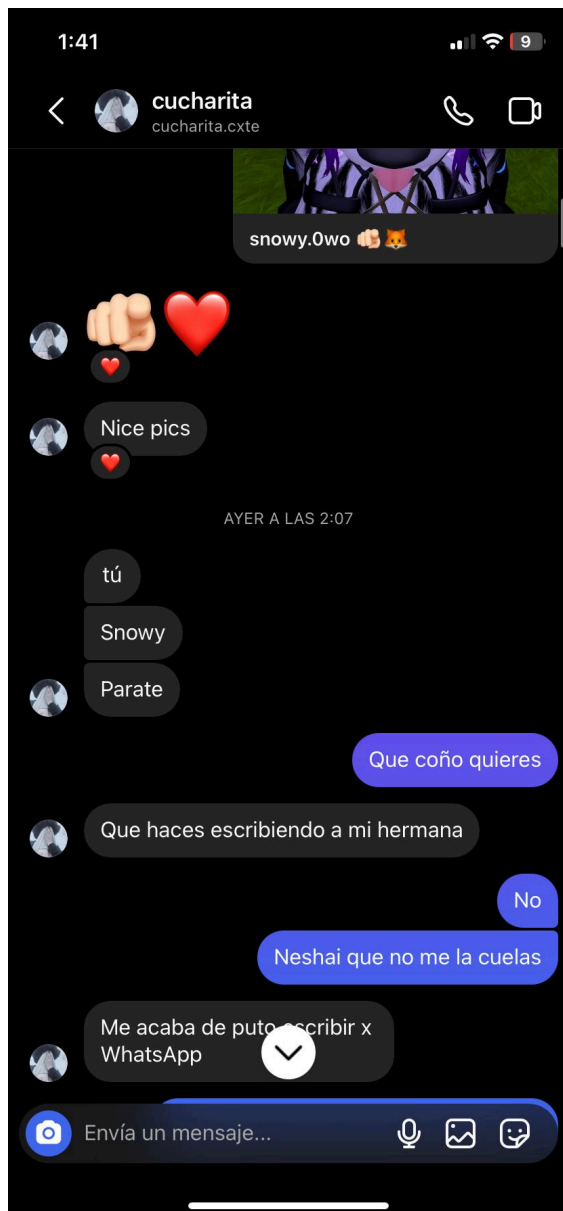 1:41
9
cucharita
cucharita.cxte
snowy.0wo 🫵🏻🦊
🫵🏻❤️
❤️
Nice pics
❤️
AYER A LAS 2:07
tú
Snowy
Parate
Que coño quieres
Que haces escribiendo a mi hermana
No
Neshai que no me la cuelas
Me acaba de puto escribir x
WhatsApp
Envía un mensaje...